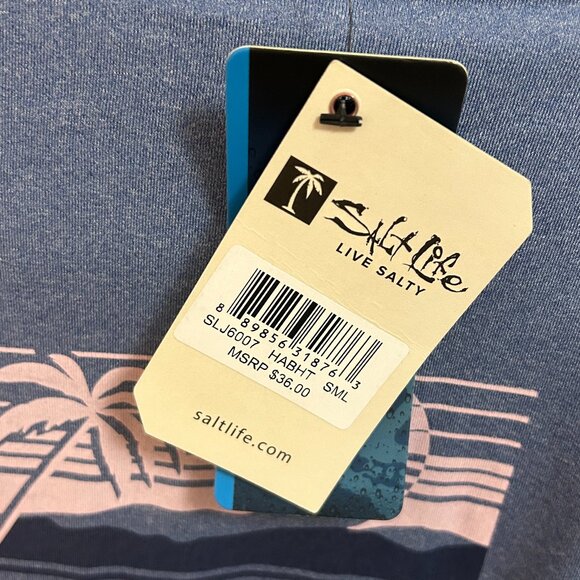 Salt Life
LIVE SALTY
8 89856 31876 3
SLJ6007 HABHT SML
MSRP $36.00
saltlife.com